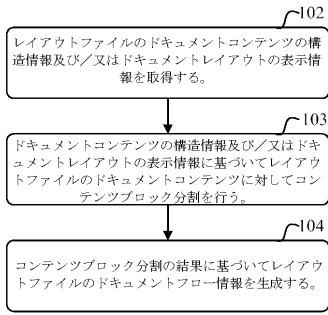 102
レイアウトファイルのドキュメントコンテンツの構
造情報及び／又はドキュメントレイアウトの表示情
報を取得する。
103
ドキュメントコンテンツの構造情報及び/又はドキ
ュメントレイアウトの表示情報に基づいてレイアウ
トファイルのドキュメントコンテンツに対してコン
テンツブロック分割を行う。
104
コンテンツブロック分割の結果に基づいてレイアウ
トファイルのドキュメントフロー情報を生成する。